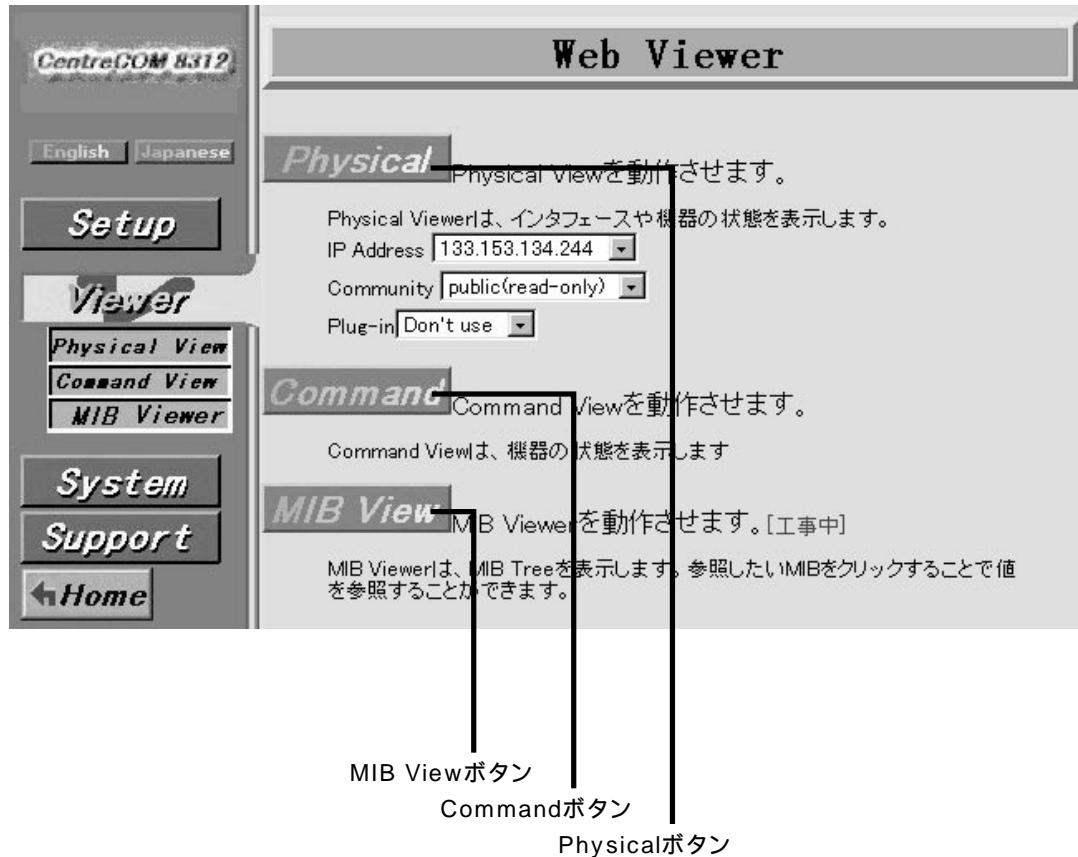 CentreCOM 8312
English Japanese
Setup
Viewer
Physical View
Command View
MIB Viewer
System
Support
Home
Web Viewer
Physical Physical Viewを動作させます。
Physical Viewerは、インタフェースや機器の状態を表示します。
IP Address 133.153.134.244
Community public(read-only)
Plug-in Don't use
Command Command Viewを動作させます。
Command Viewは、機器の状態を表示します
MIB View MIB Viewerを動作させます。[工事中]
MIB Viewerは、MIB Treeを表示します。参照したいMIBをクリックすることで値
を参照することができます。
MIB Viewボタン
Commandボタン
Physicalボタン